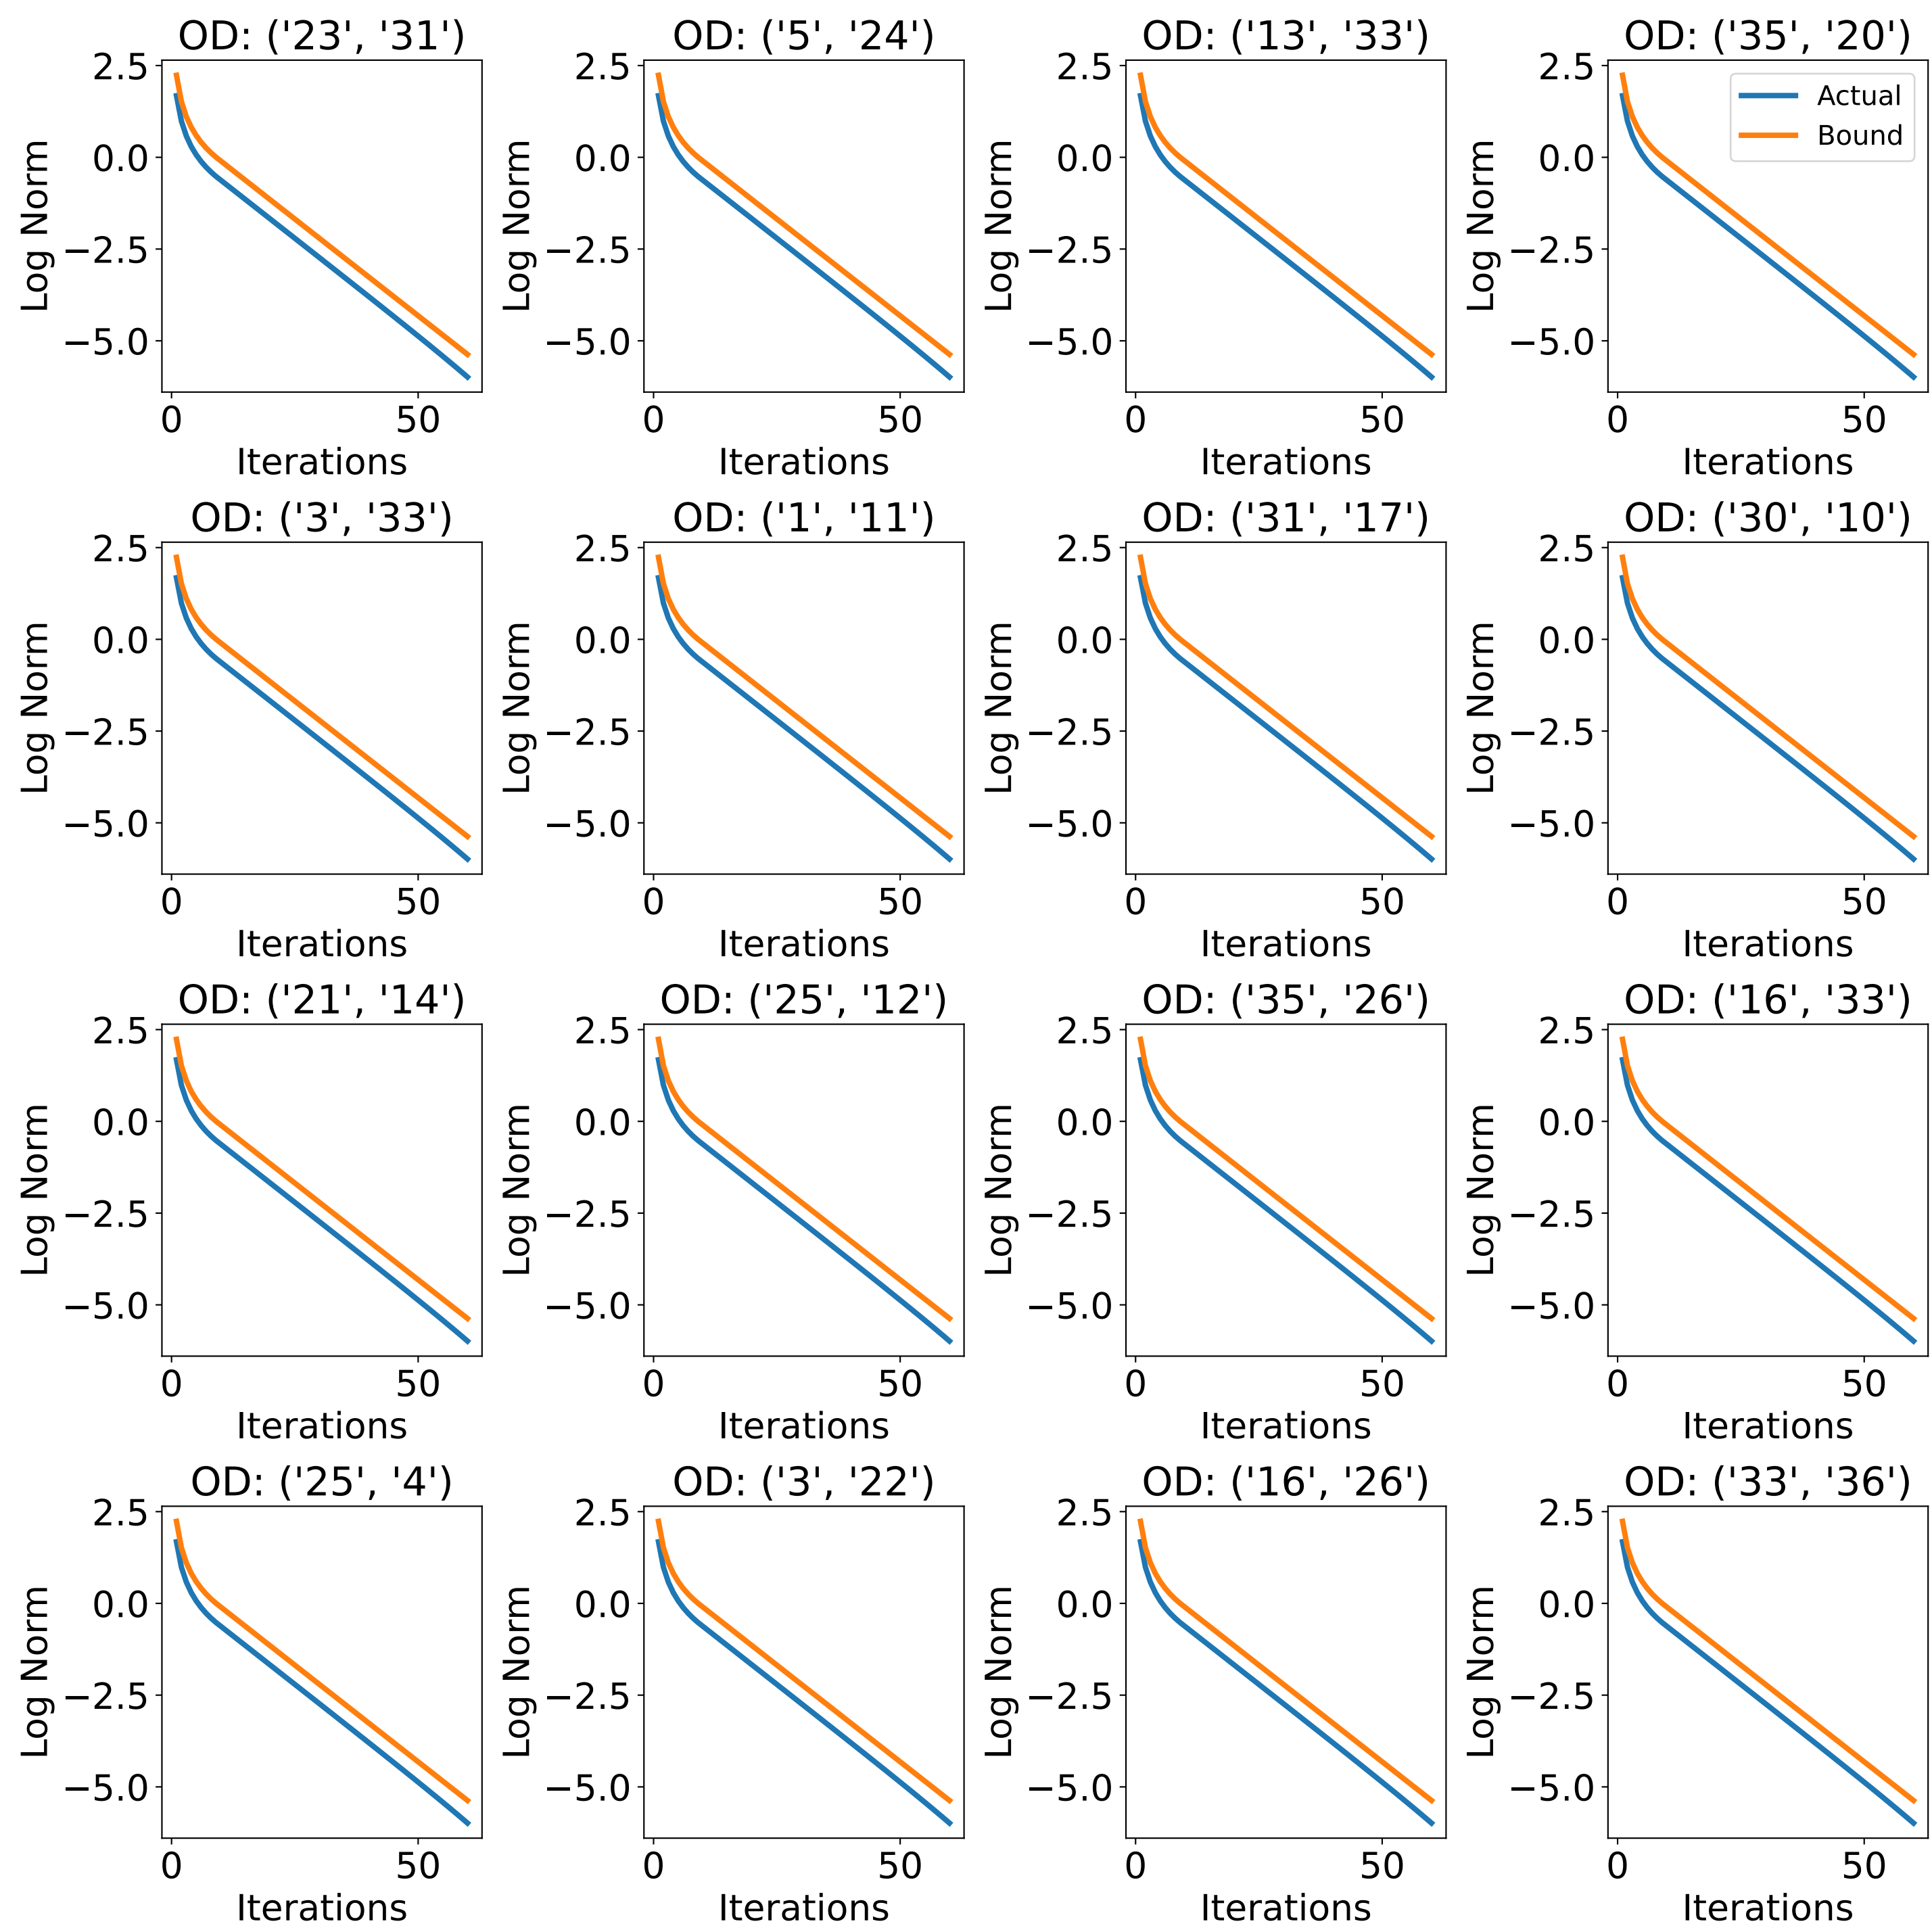 OD: ('23', '31')
2.5
0.0
−2.5
−5.0
Log Norm
0 50
Iterations
OD: ('5', '24')
2.5
0.0
−2.5
−5.0
Log Norm
0 50
Iterations
OD: ('13', '33')
2.5
0.0
−2.5
−5.0
Log Norm
0 50
Iterations
OD: ('35', '20')
Actual
Bound
2.5
0.0
−2.5
−5.0
Log Norm
0 50
Iterations
OD: ('3', '33')
2.5
0.0
−2.5
−5.0
Log Norm
0 50
Iterations
OD: ('1', '11')
2.5
0.0
−2.5
−5.0
Log Norm
0 50
Iterations
OD: ('31', '17')
2.5
0.0
−2.5
−5.0
Log Norm
0 50
Iterations
OD: ('30', '10')
2.5
0.0
−2.5
−5.0
Log Norm
0 50
Iterations
OD: ('21', '14')
2.5
0.0
−2.5
−5.0
Log Norm
0 50
Iterations
OD: ('25', '12')
2.5
0.0
−2.5
−5.0
Log Norm
0 50
Iterations
OD: ('35', '26')
2.5
0.0
−2.5
−5.0
Log Norm
0 50
Iterations
OD: ('16', '33')
2.5
0.0
−2.5
−5.0
Log Norm
0 50
Iterations
OD: ('25', '4')
2.5
0.0
−2.5
−5.0
Log Norm
0 50
Iterations
OD: ('3', '22')
2.5
0.0
−2.5
−5.0
Log Norm
0 50
Iterations
OD: ('16', '26')
2.5
0.0
−2.5
−5.0
Log Norm
0 50
Iterations
OD: ('33', '36')
2.5
0.0
−2.5
−5.0
Log Norm
0 50
Iterations